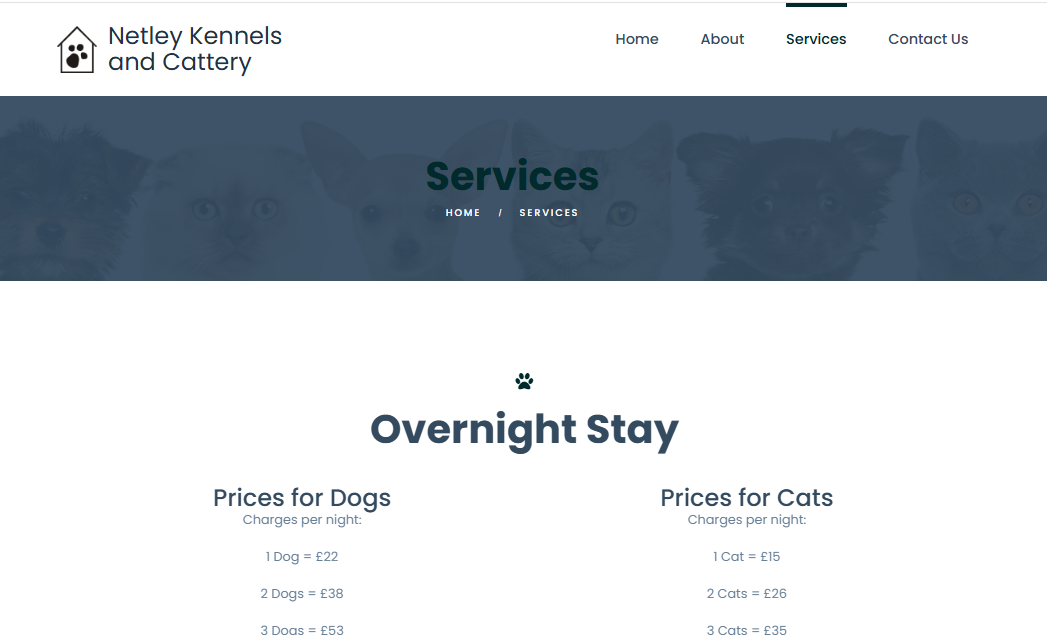 Netley Kennels
and Cattery
Home About Services Contact Us
Services
HOME / SERVICES
Overnight Stay
Prices for Dogs
Charges per night:
1 Dog = £22
2 Dogs = £38
3 Dogs = £53
Prices for Cats
Charges per night:
1 Cat = £15
2 Cats = £26
3 Cats = £35